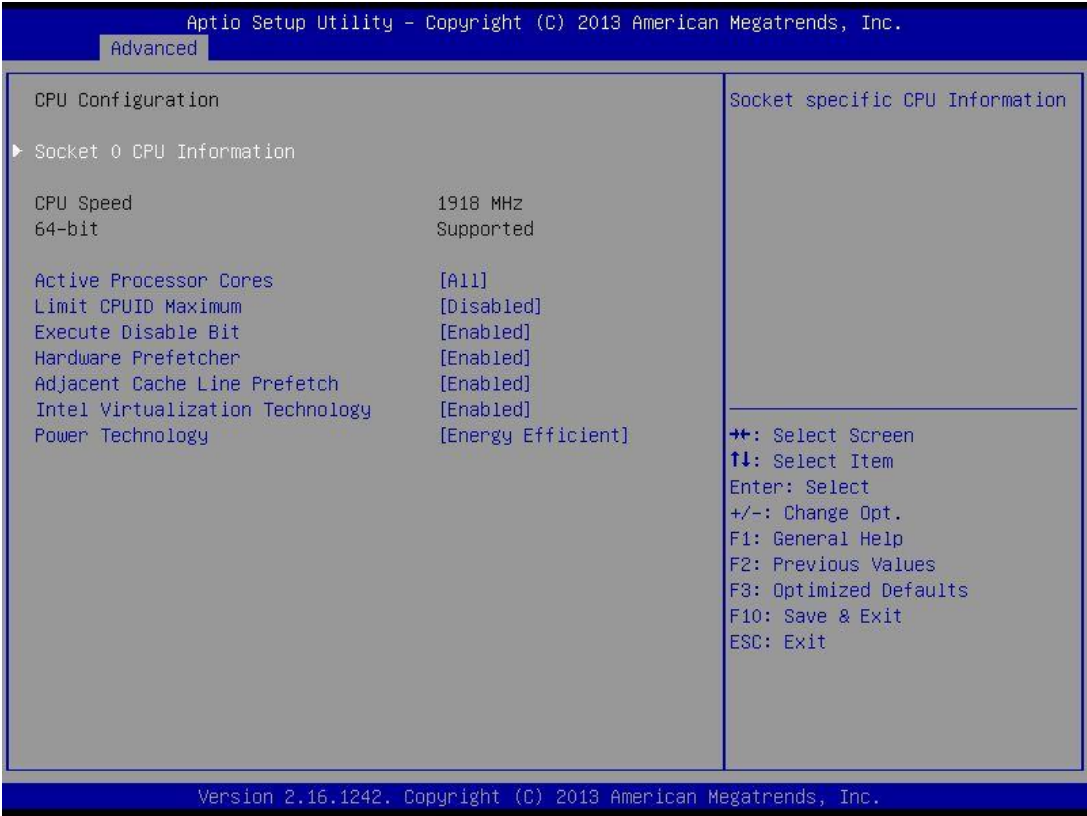 Aptio Setup Utility – Copyright (C) 2013 American Megatrends, Inc.
Advanced
CPU Configuration
Socket 0 CPU Information
CPU Speed 1918 MHz
64-bit Supported
Active Processor Cores [All]
Limit CPUID Maximum [Disabled]
Execute Disable Bit [Enabled]
Hardware Prefetcher [Enabled]
Adjacent Cache Line Prefetch [Enabled]
Intel Virtualization Technology [Enabled]
Power Technology [Energy Efficient]
Socket specific CPU Information
→←: Select Screen
↑↓: Select Item
Enter: Select
+/-: Change Opt.
F1: General Help
F2: Previous Values
F3: Optimized Defaults
F10: Save & Exit
ESC: Exit
Version 2.16.1242. Copyright (C) 2013 American Megatrends, Inc.